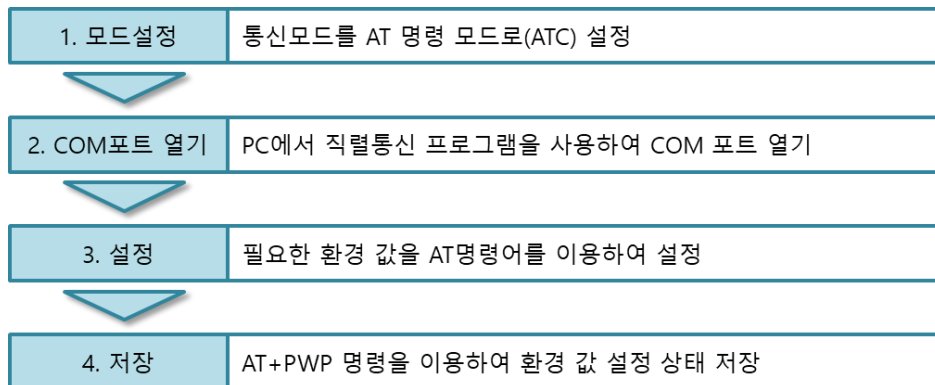 1. 모드설정 통신모드를 AT 명령 모드로(ATC) 설정
2. COM포트 열기 PC에서 직렬통신 프로그램을 사용하여 COM 포트 열기
3. 설정 필요한 환경 값을 AT명령어를 이용하여 설정
4. 저장 AT+PWP 명령을 이용하여 환경 값 설정 상태 저장